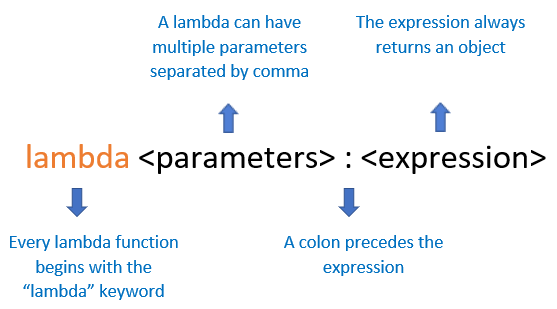 A lambda can have
multiple parameters
separated by comma
The expression always
returns an object
lambda <parameters> : <expression>
Every lambda function
begins with the
“lambda” keyword
A colon precedes the
expression